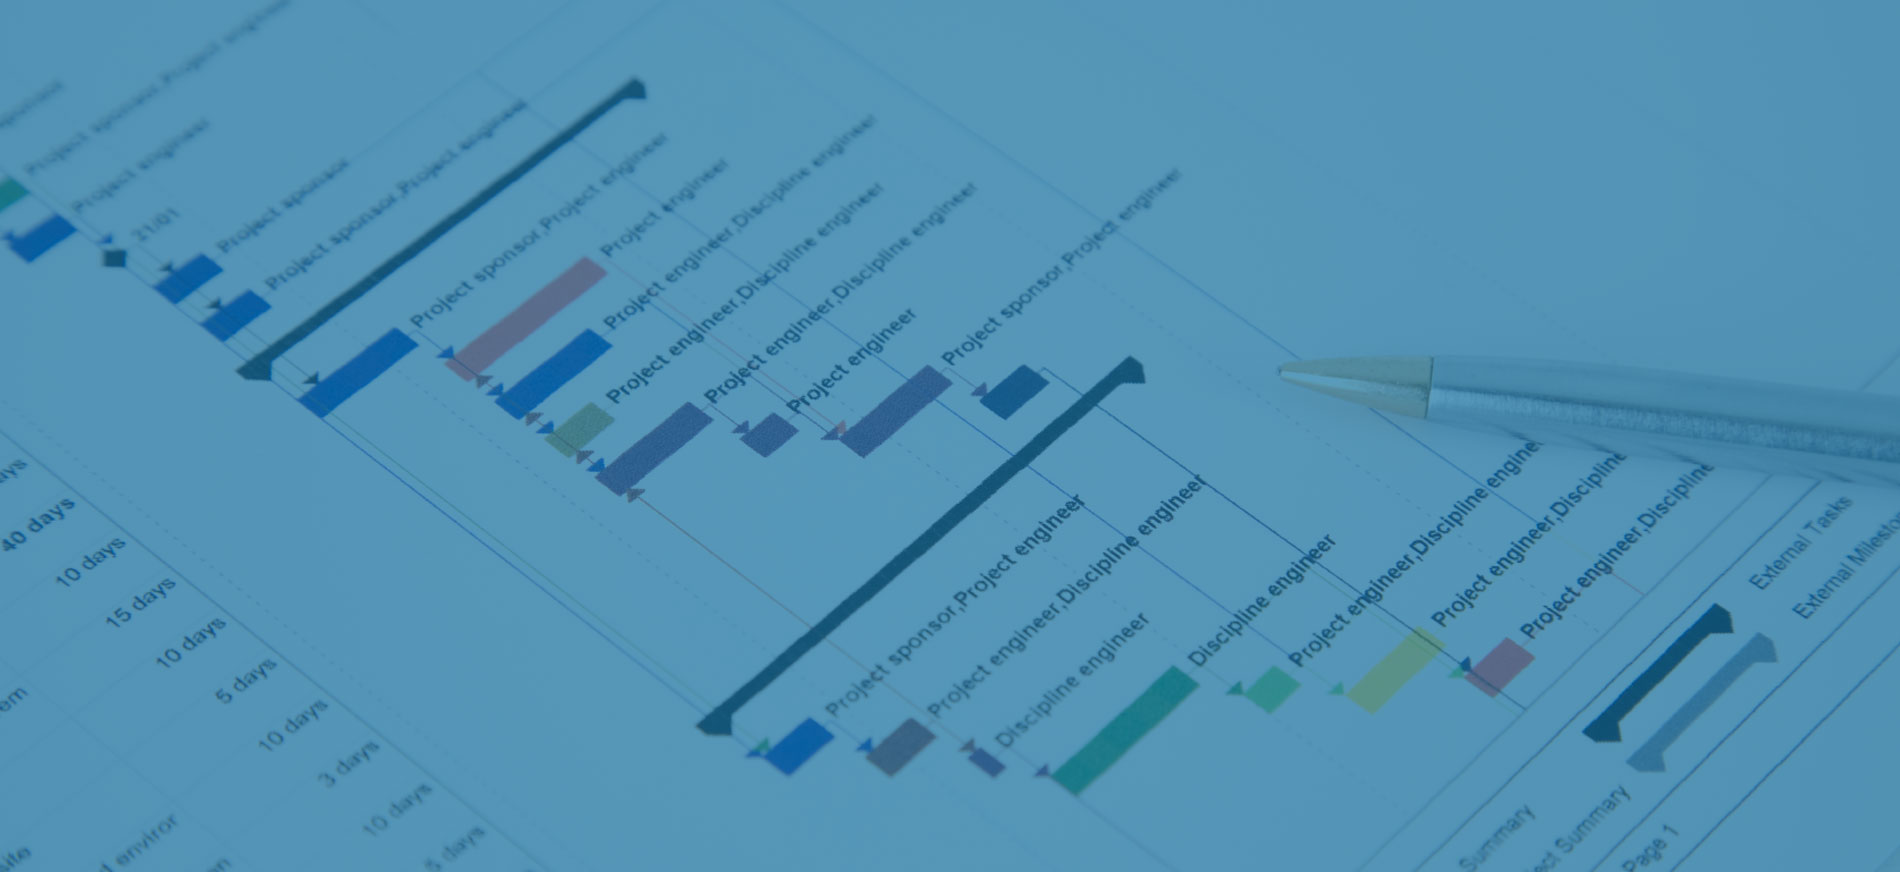 sponsor
Project sponsor,Project engineer
Project engineer
21/01
Project sponsor
Project sponsor,Project engineer
Project sponsor,Project engineer
Project engineer
Project engineer,Discipline engineer
Project engineer,Discipline engineer
Project engineer,Discipline engineer
Project engineer
Project sponsor,Project engineer
Project sponsor,Project engineer
Project engineer,Discipline engineer
Discipline engineer
Discipline engineer
Project engineer,Discipline engine
Project engineer,Discipline
Project engineer,Discipline
days
40 days
10 days
15 days
10 days
5 days
10 days
3 days
10 days
5 days
External Tasks
External Milesto
Summary
ect Summary
Page 1